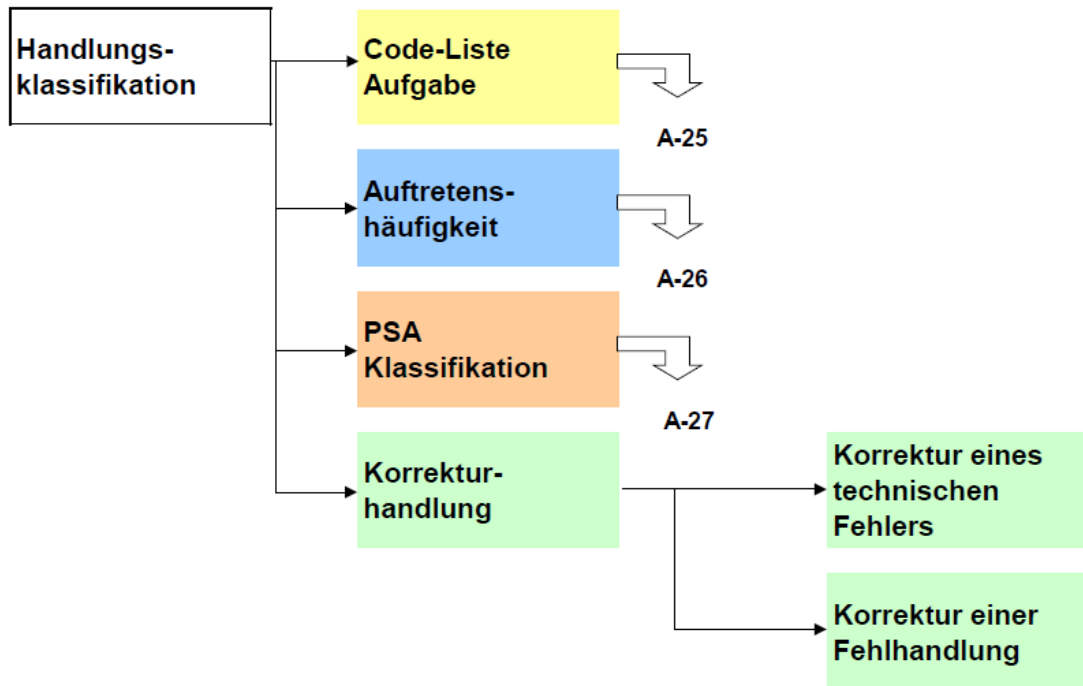 Handlungs-
klassifikation
Code-Liste
Aufgabe
A-25
Auftretens-
häufigkeit
A-26
PSA
Klassifikation
A-27
Korrektur-
handlung
Korrektur eines
technischen
Fehlers
Korrektur einer
Fehlhandlung